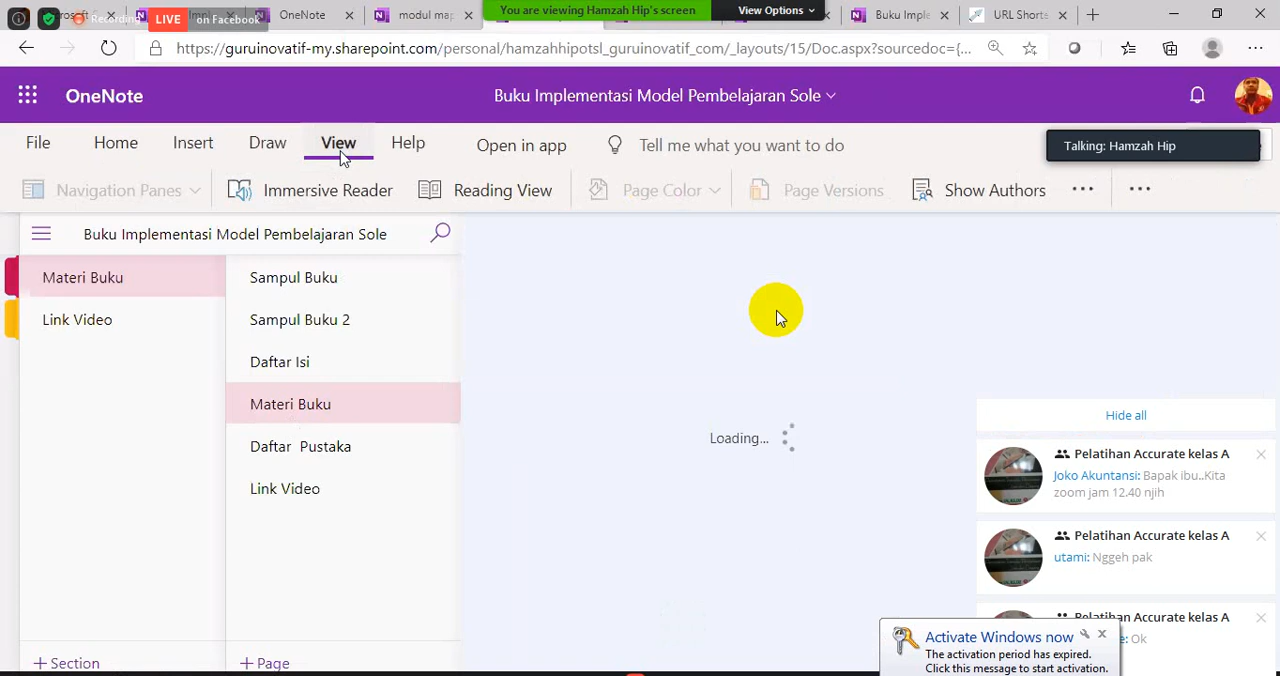 Recording
LIVE on Facebook
OneNote
modul map
You are viewing Hamzah Hip's screen
View Options
Buku Imple
URL Shorte
https://guruinovatif-my.sharepoint.com/personal/hamzahhipotsl_guruinovatif_com/_layouts/15/Doc.aspx?sourcedoc={...
OneNote
Buku Implementasi Model Pembelajaran Sole
File Home Insert Draw View Help Open in app Tell me what you want to do
Talking: Hamzah Hip
Navigation Panes Immersive Reader Reading View Page Color Page Versions Show Authors
Buku Implementasi Model Pembelajaran Sole
Materi Buku
Link Video
Sampul Buku
Sampul Buku 2
Daftar Isi
Materi Buku
Daftar Pustaka
Link Video
Loading...
Hide all
Pelatihan Accurate kelas A
Joko Akuntansi: Bapak ibu..Kita
zoom jam 12.40 njih
Pelatihan Accurate kelas A
utami: Nggeh pak
Pelatihan Accurate kelas A
Ok
Activate Windows now
The activation period has expired.
Click this message to start activation.
+ Section
+ Page